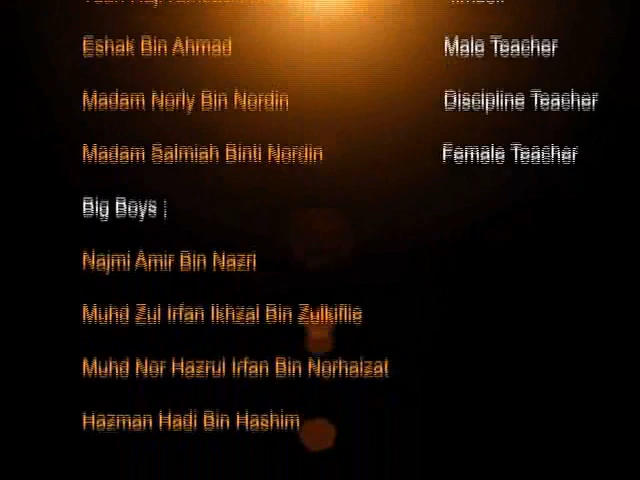 Eshak Bin Ahmad Male Teacher
Madam Norly Bin Nordin Discipline Teacher
Madam Salmiah Binti Nordin Female Teacher
Big Boys :
Najmi Amir Bin Nazri
Muhd Zul Irfan Ikhzal Bin Zulkiflie
Muhd Nor Hazrul Irfan Bin Norhaizat
Hazman Hadi Bin Hashim